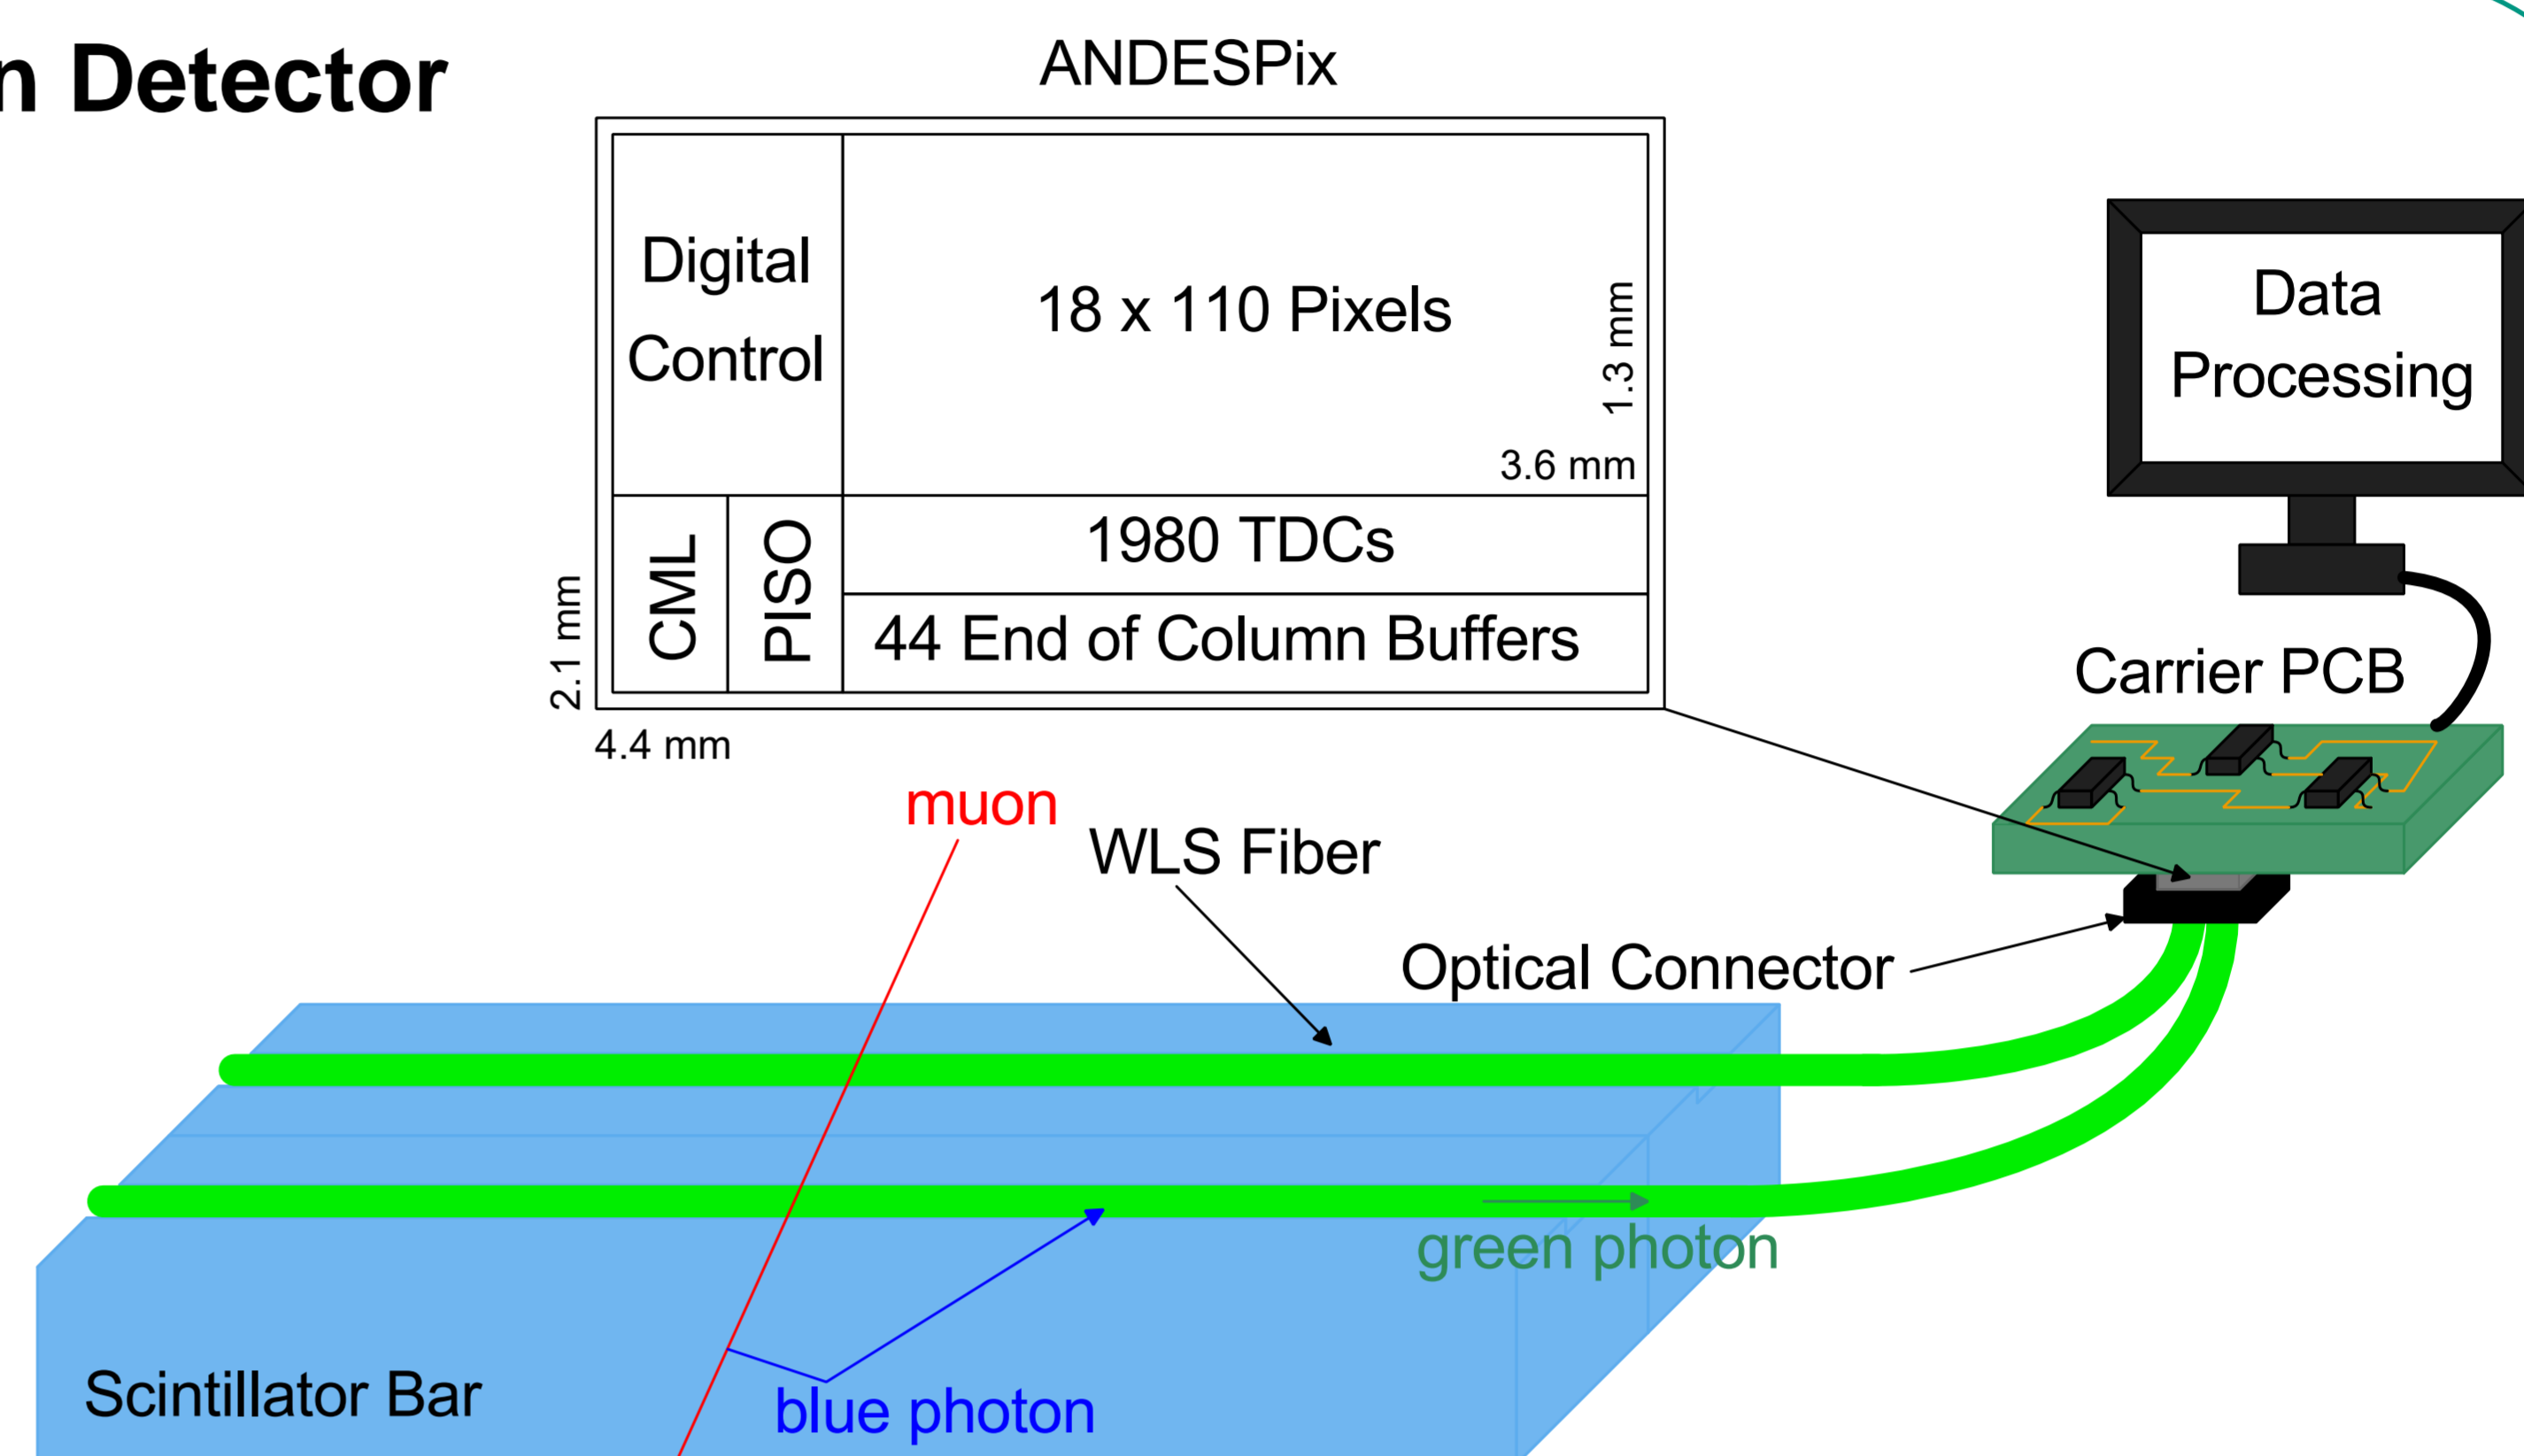 n Detector
ANDESPix
Digital
Control
18 x 110 Pixels
1.3 mm
3.6 mm
CML
PISO
1980 TDCs
44 End of Column Buffers
2.1 mm
4.4 mm
Data
Processing
Carrier PCB
muon
WLS Fiber
Optical Connector
green photon
Scintillator Bar
blue photon